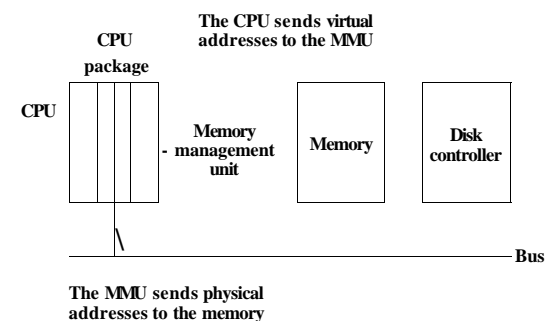 The CPU sends virtual
addresses to the MMU
CPU
package
CPU
Memory
- management
unit
Memory
Disk
controller
Bus
The MMU sends physical
addresses to the memory